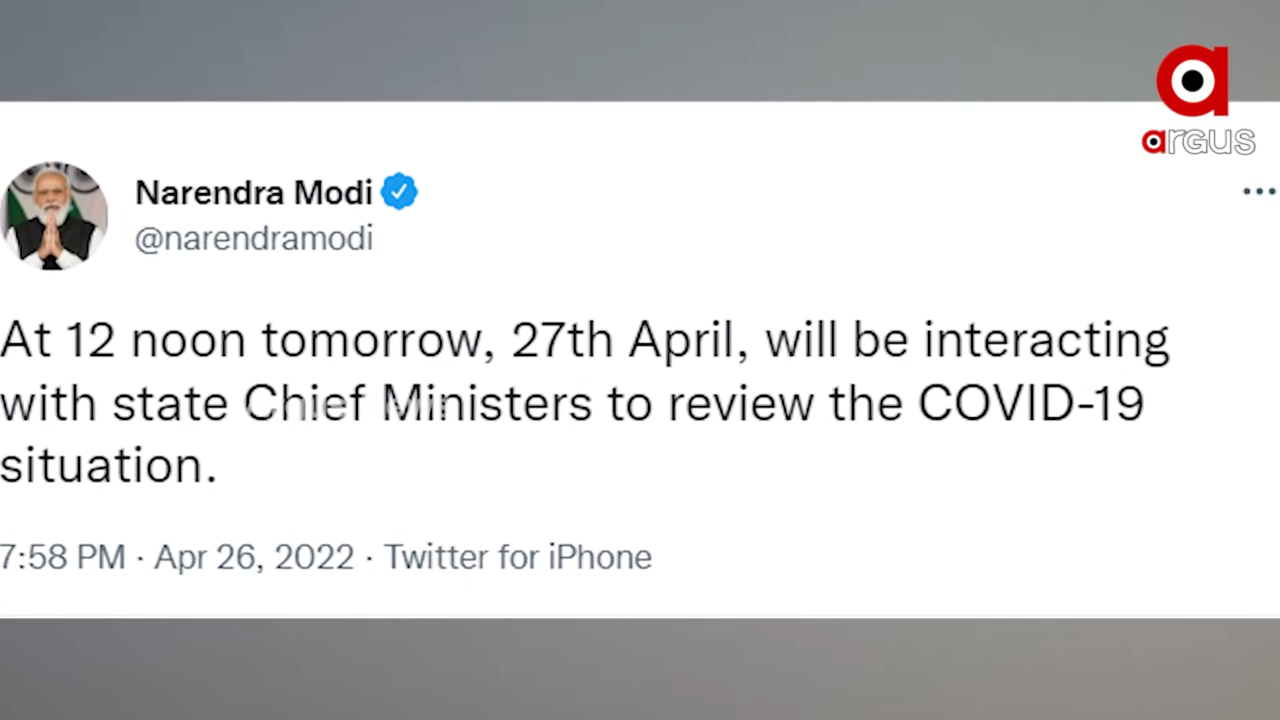 argus
Narendra Modi
@narendramodi
At 12 noon tomorrow, 27th April, will be interacting
with state Chief Ministers to review the COVID-19
situation.
7:58 PM · Apr 26, 2022 · Twitter for iPhone